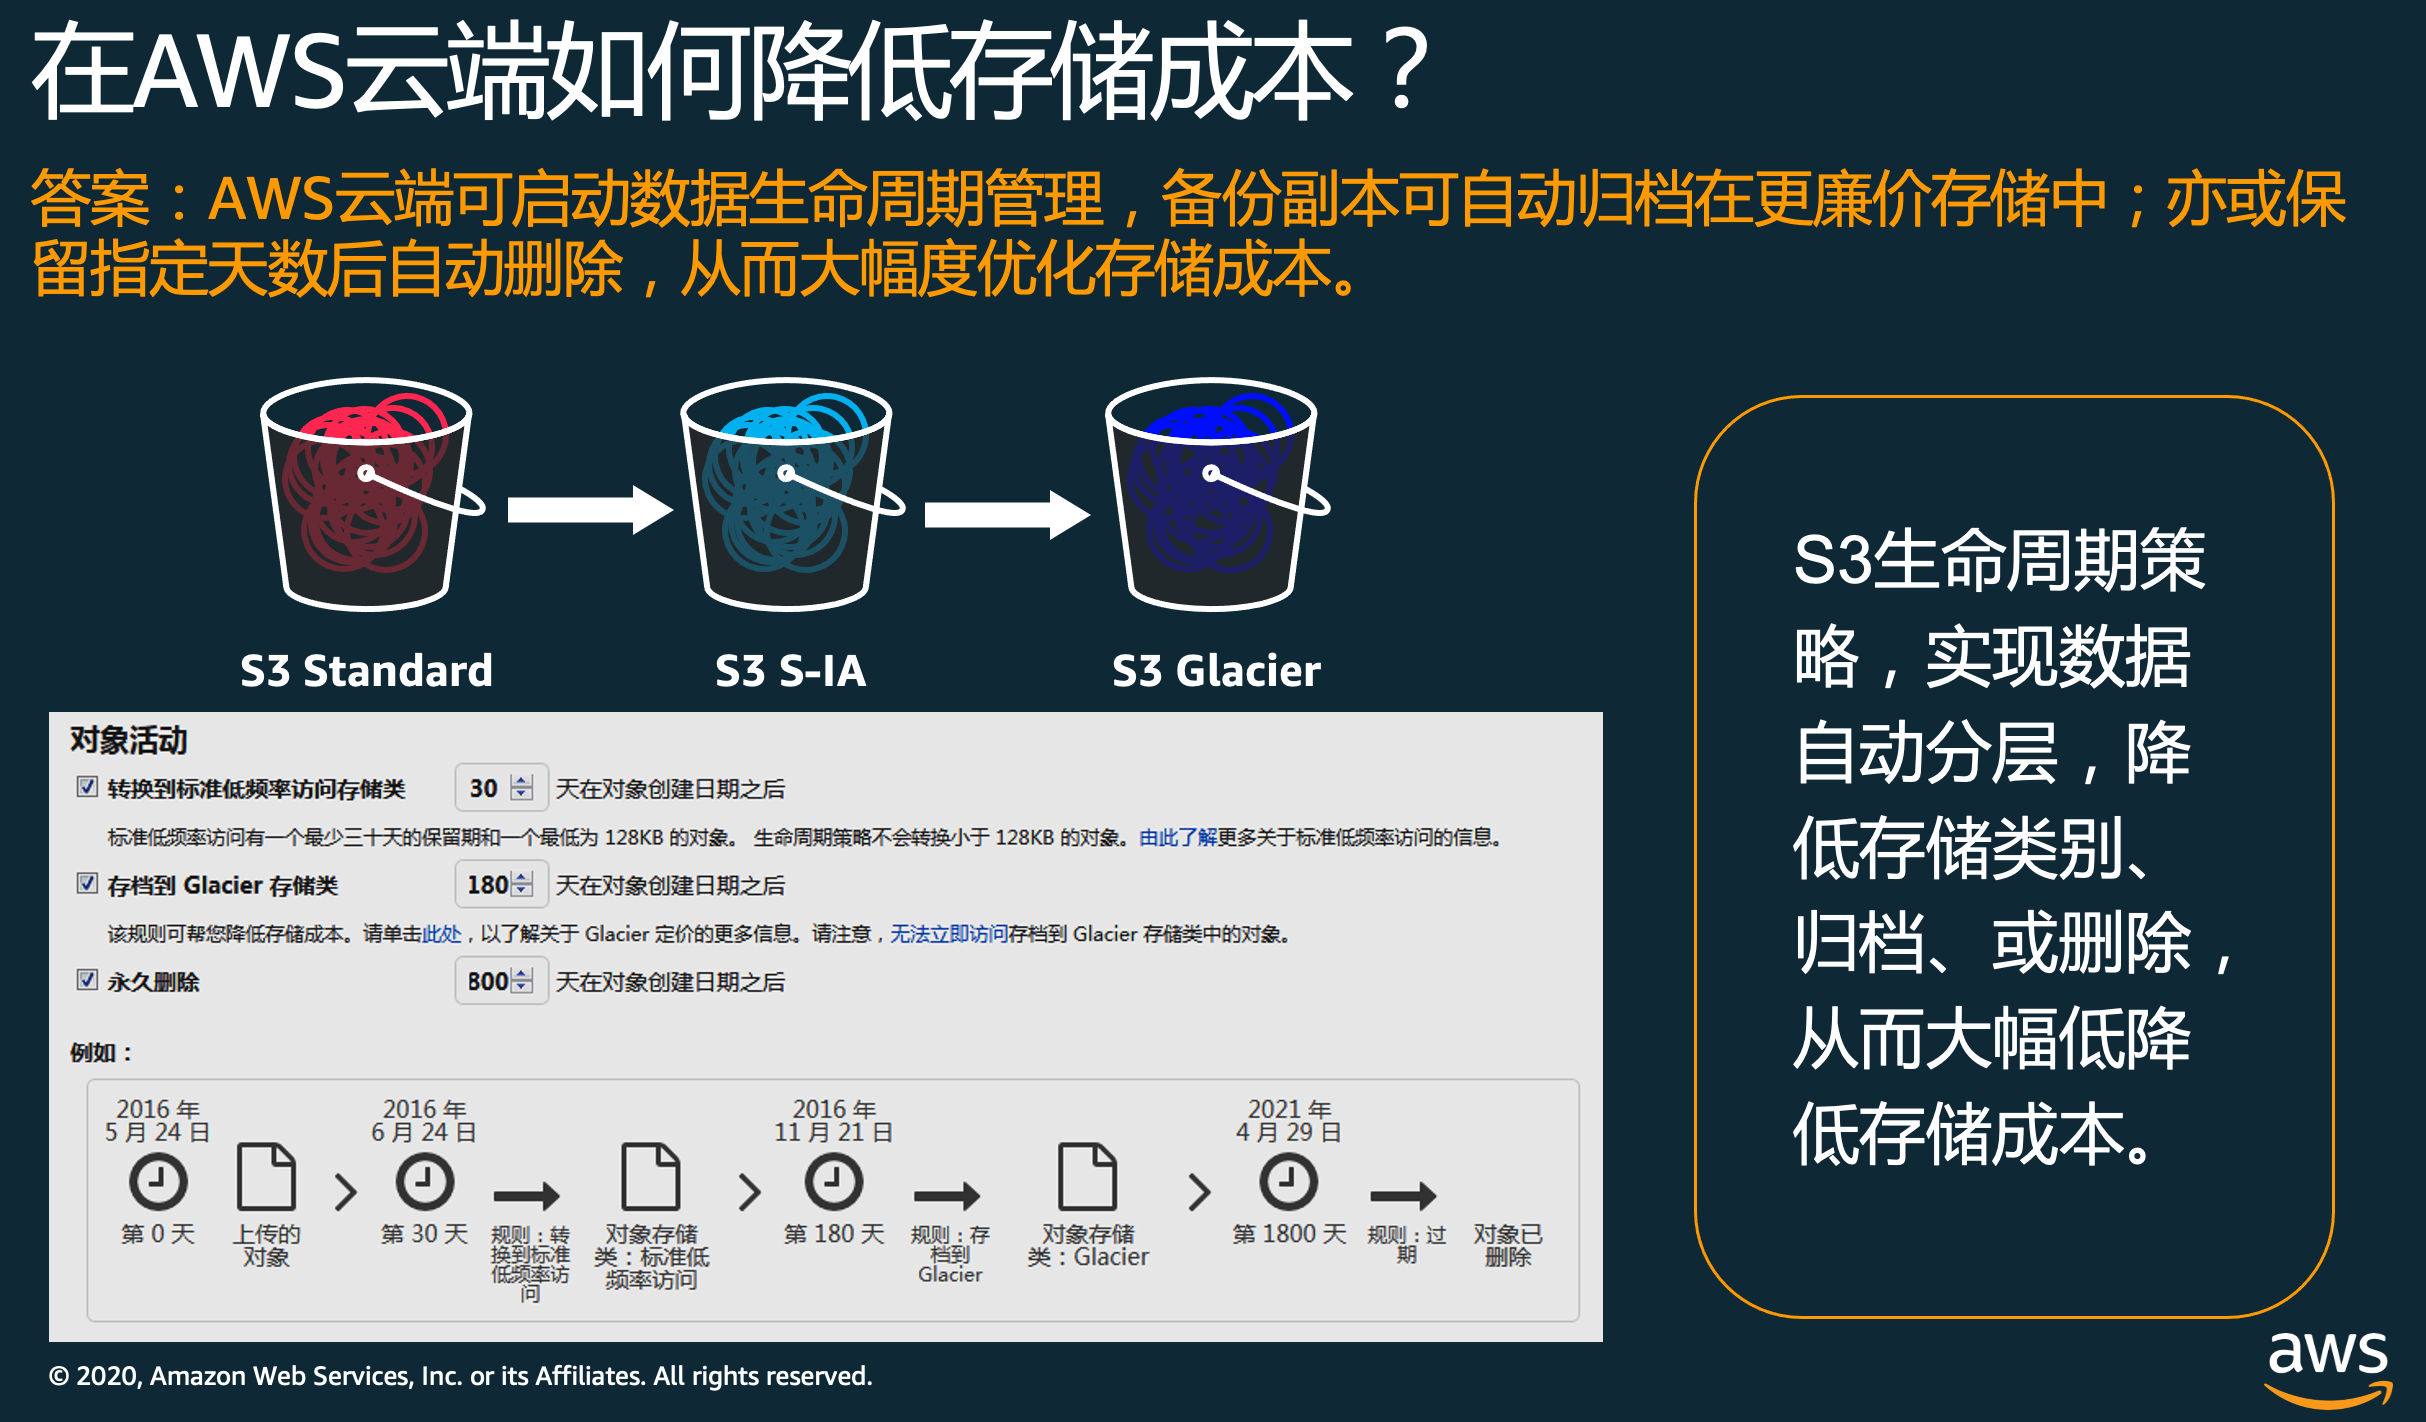 在AWS云端如何降低存储成本？
答案：AWS云端可启动数据生命周期管理，备份副本可自动归档在更廉价存储中；亦或保
留指定天数后自动删除，从而大幅度优化存储成本。
S3 Standard
S3 S-IA
S3 Glacier
对象活动
转换到标准低频率访问存储类 30 天在对象创建日期之后
标准低频率访问有一个最少三十天的保留期和一个最低为 128KB 的对象。 生命周期策略不会转换小于 128KB 的对象。由此了解更多关于标准低频率访问的信息。
存档到 Glacier 存储类 180 天在对象创建日期之后
该规则可帮您降低存储成本。请单击此处，以了解关于 Glacier 定价的更多信息。请注意，无法立即访问存档到 Glacier 存储类中的对象。
永久删除 800 天在对象创建日期之后
例如：
2016 年
5 月 24 日
第 0 天
上传的
对象
2016 年
6 月 24 日
第 30 天
规则：转
换到标准
低频率访
问
对象存储
类：标准低
频率访问
2016 年
11 月 21 日
第 180 天
规则：存
档到
Glacier
对象存储
类：Glacier
2021 年
4 月 29 日
第 1800 天
规则：过
期
对象已
删除
S3生命周期策
略，实现数据
自动分层，降
低存储类别、
归档、或删除，
从而大幅低降
低存储成本。
© 2020, Amazon Web Services, Inc. or its Affiliates. All rights reserved.
aws